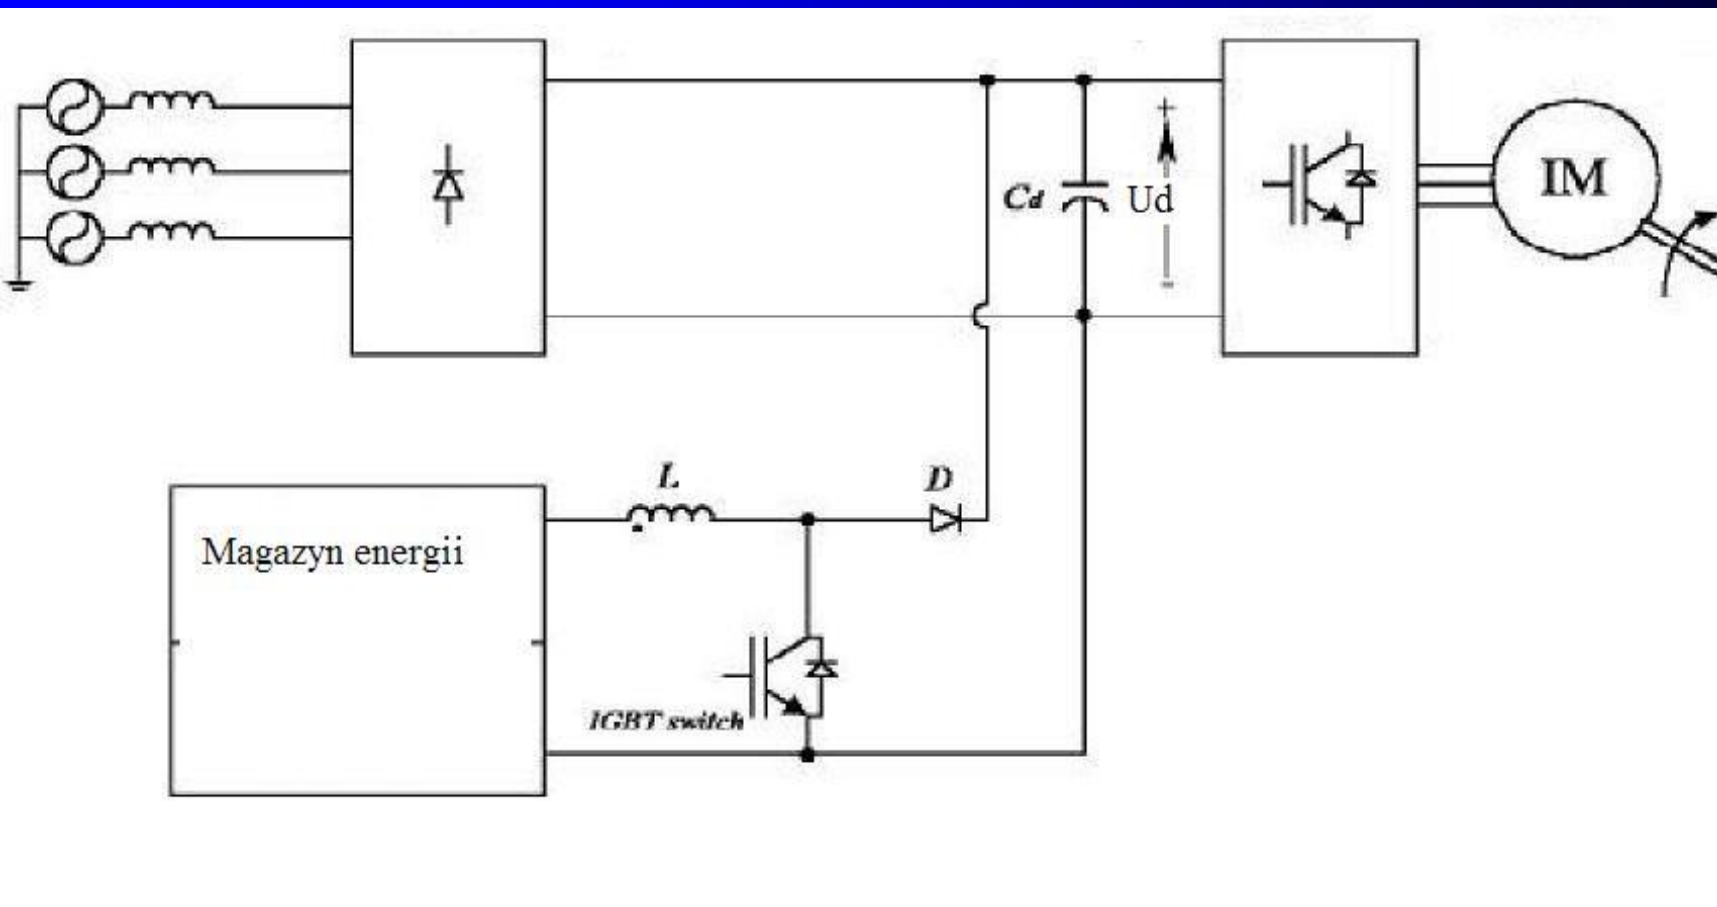 +
Cd
Ud
-
IM
L
D
Magazyn energii
IGBT switch